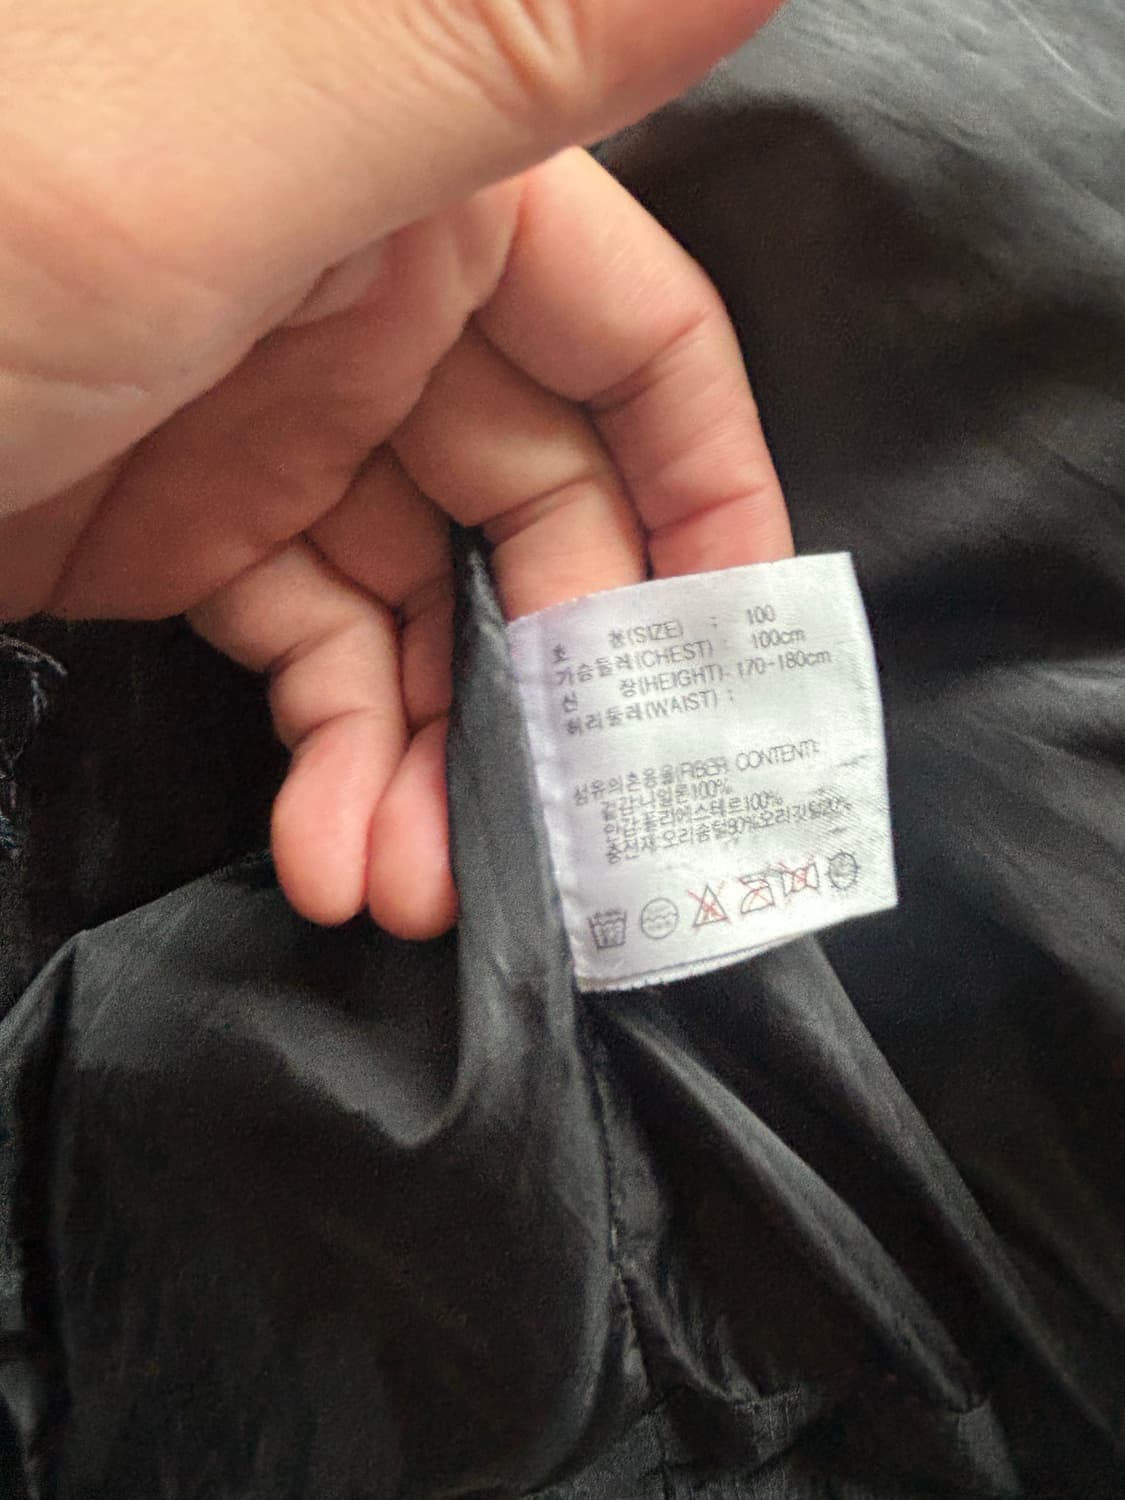 호 칭(SIZE) : 100
가슴둘레(CHEST) : 100cm
신 장(HEIGHT) : 170-180cm
허리둘레(WAIST) :
섬유의혼용율(FIBER CONTENT):
겉감:나일론100%
안감:폴리에스테르100%
충전재:오리솜털80%오리깃털20%